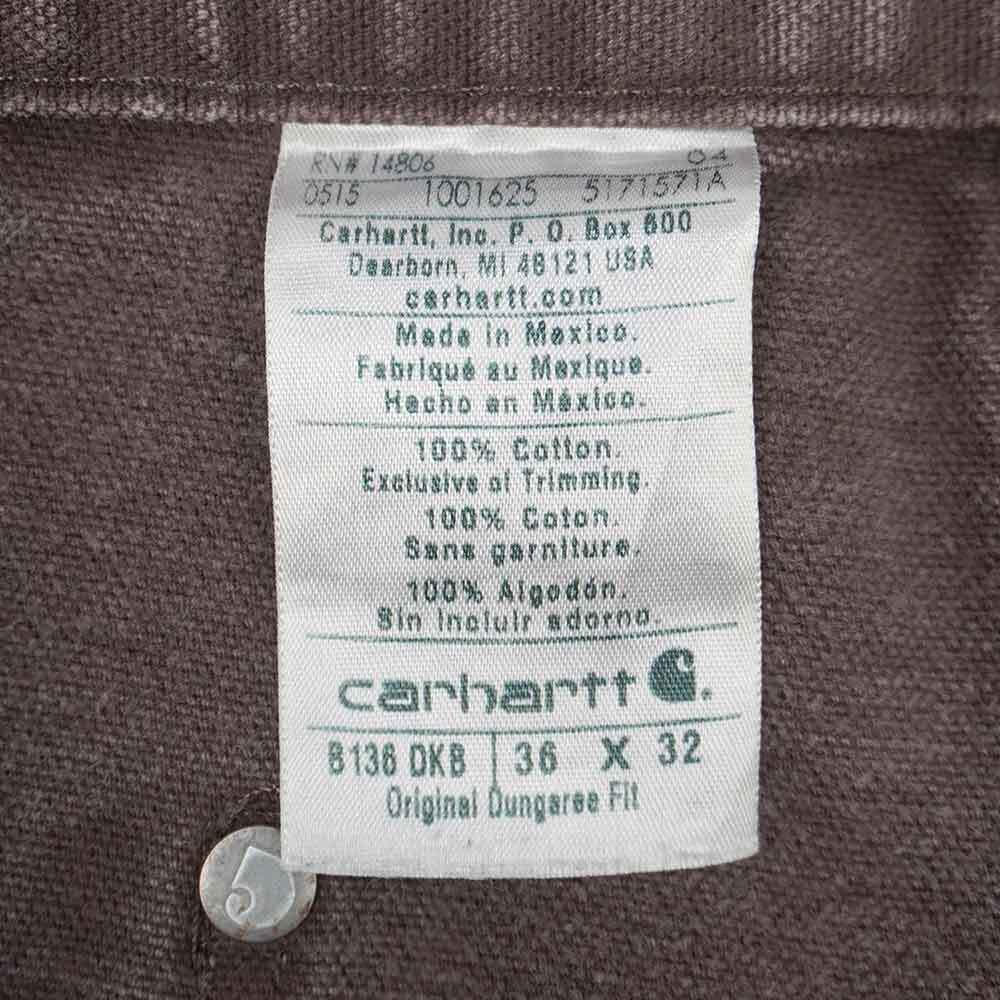 RN# 14806 04
0515 1001625 5171571A
Carhartt, Inc. P. O. Box 600
Dearborn, MI 48121 USA
carhartt.com
Made in Mexico.
Fabriqué au Mexique.
Hecho en México.
100% Cotton.
Exclusive of Trimming.
100% Coton.
Sans garniture.
100% Algodón.
Sin incluir adorno.
carhartt
B136 DKB 36 X 32
Original Dungaree Fit